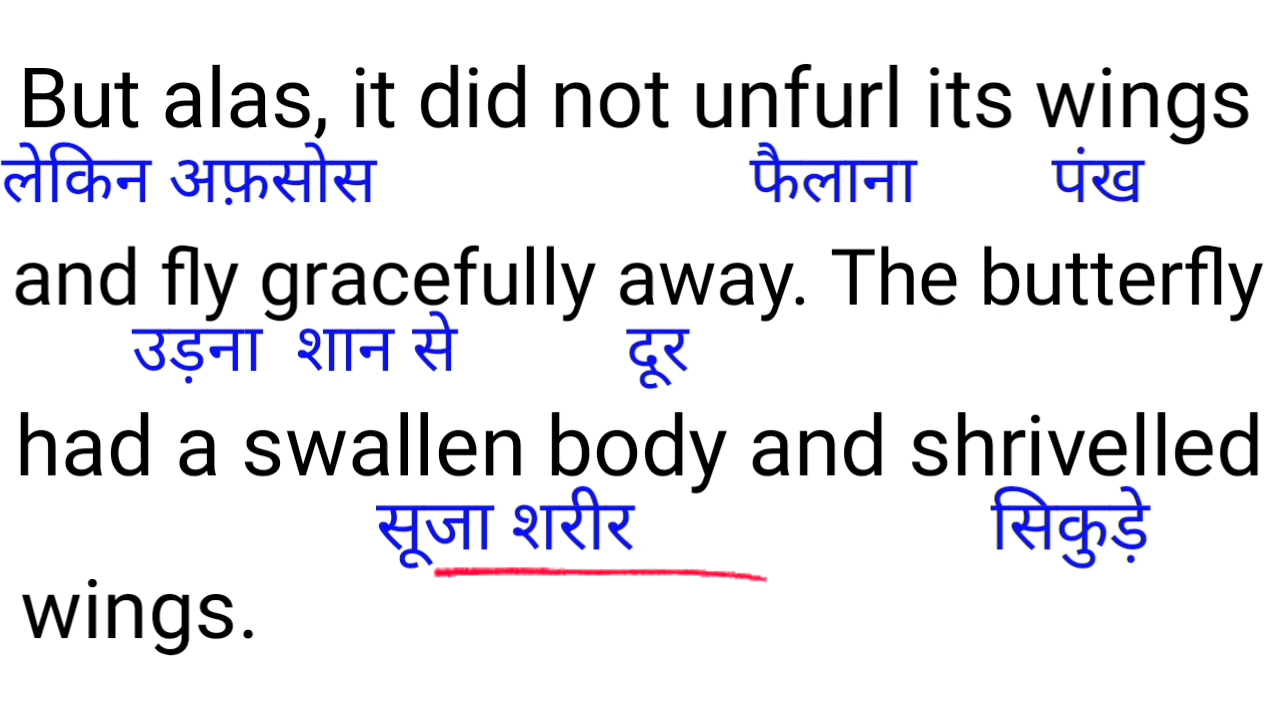 But alas, it did not unfurl its wings
लेकिन अफ़सोस फैलाना पंख
and fly gracefully away. The butterfly
उड़ना शान से दूर
had a swallen body and shrivelled
सूजा शरीर सिकुड़े
wings.